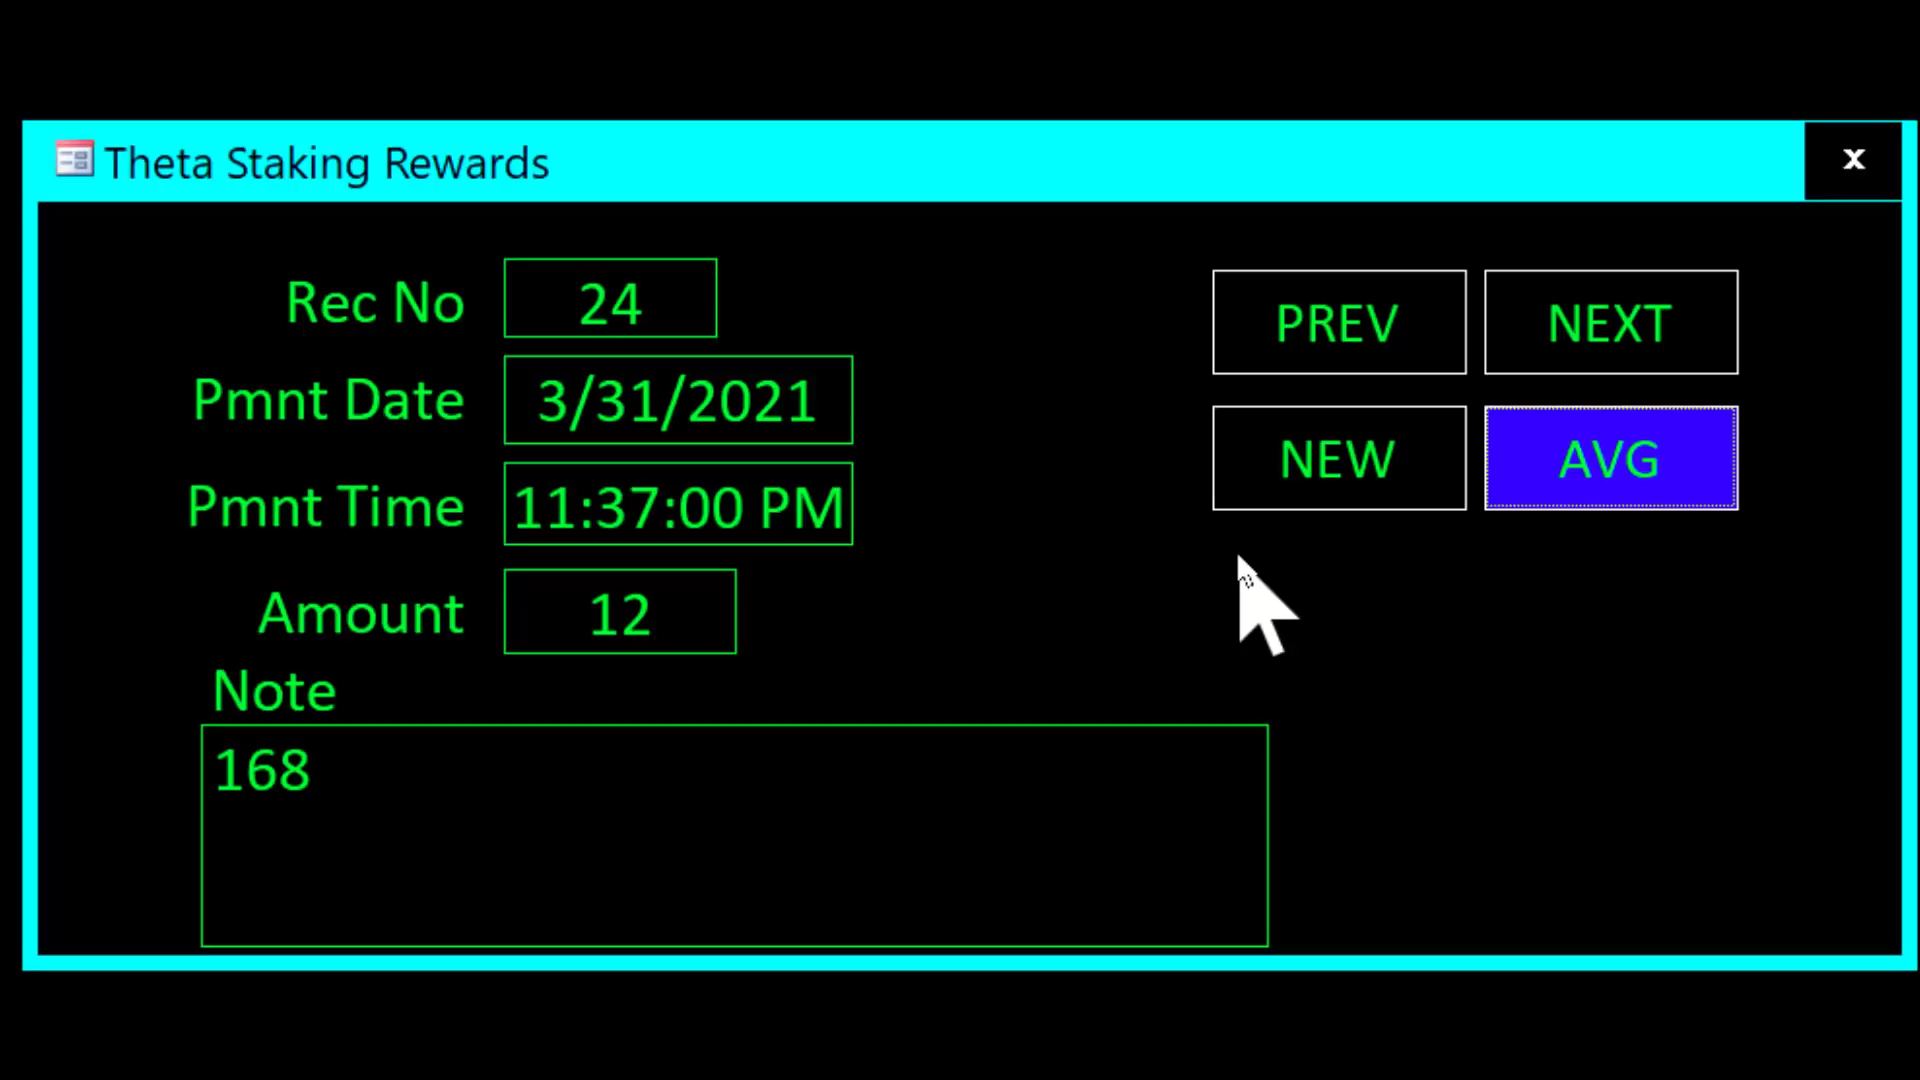 Theta Staking Rewards
x
Rec No 24
PREV NEXT
Pmnt Date 3/31/2021
NEW AVG
Pmnt Time 11:37:00 PM
Amount 12
Note
168